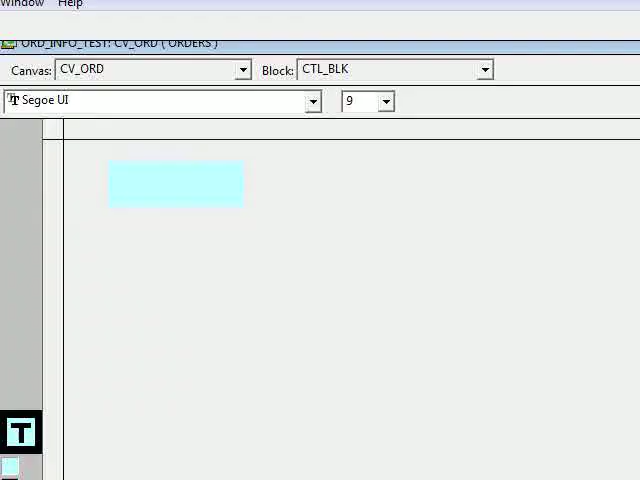 Window Help
ORD_INFO_TEST: CV_ORD ( ORDERS )
Canvas: CV_ORD Block: CTL_BLK
T Segoe UI 9
T